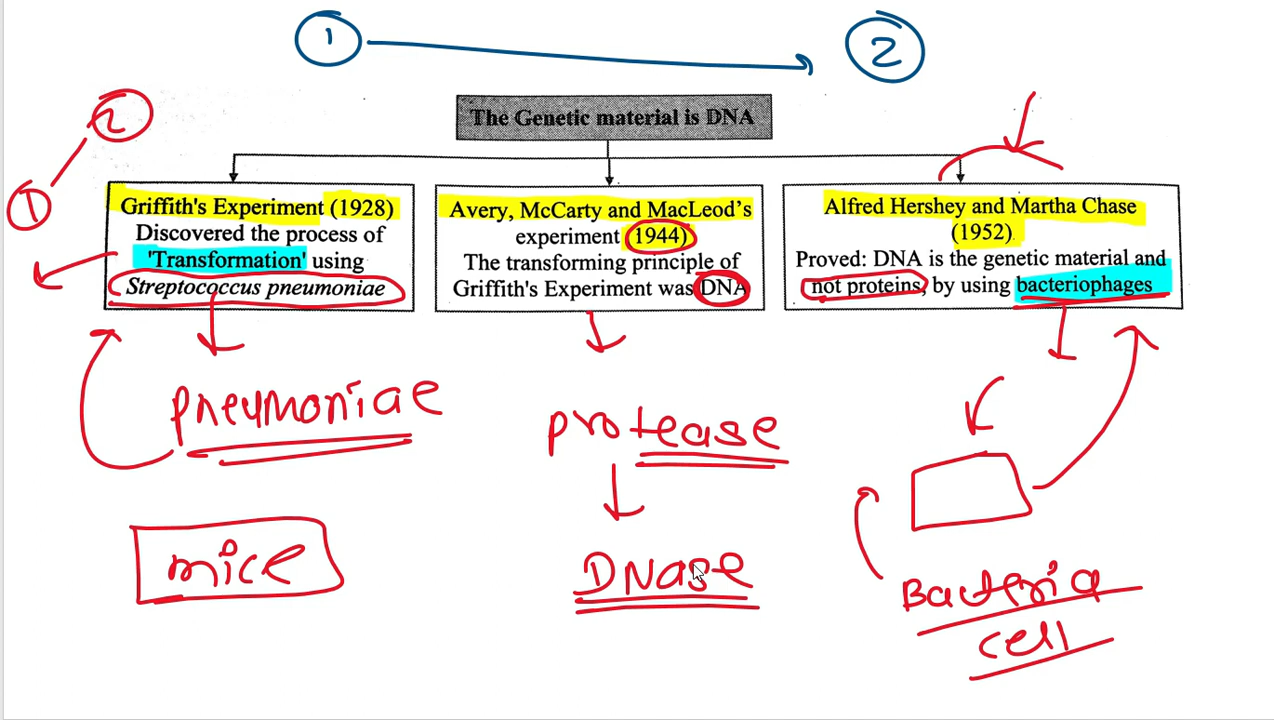 1
2
2
1
The Genetic material is DNA
Griffith's Experiment (1928)
Discovered the process of
'Transformation' using
Streptococcus pneumoniae
Avery, McCarty and MacLeod's
experiment (1944)
The transforming principle of
Griffith's Experiment was DNA
Alfred Hershey and Martha Chase
(1952)
Proved: DNA is the genetic material and
not proteins, by using bacteriophages
pneumoniae
mice
protease
DNase
Bacteria
cell